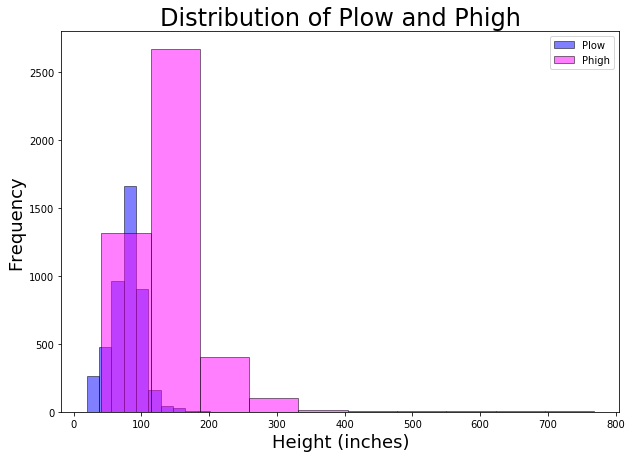 Distribution of Plow and Phigh
Plow
Phigh
Frequency
2500
2000
1500
1000
500
0
0 100 200 300 400 500 600 700 800
Height (inches)